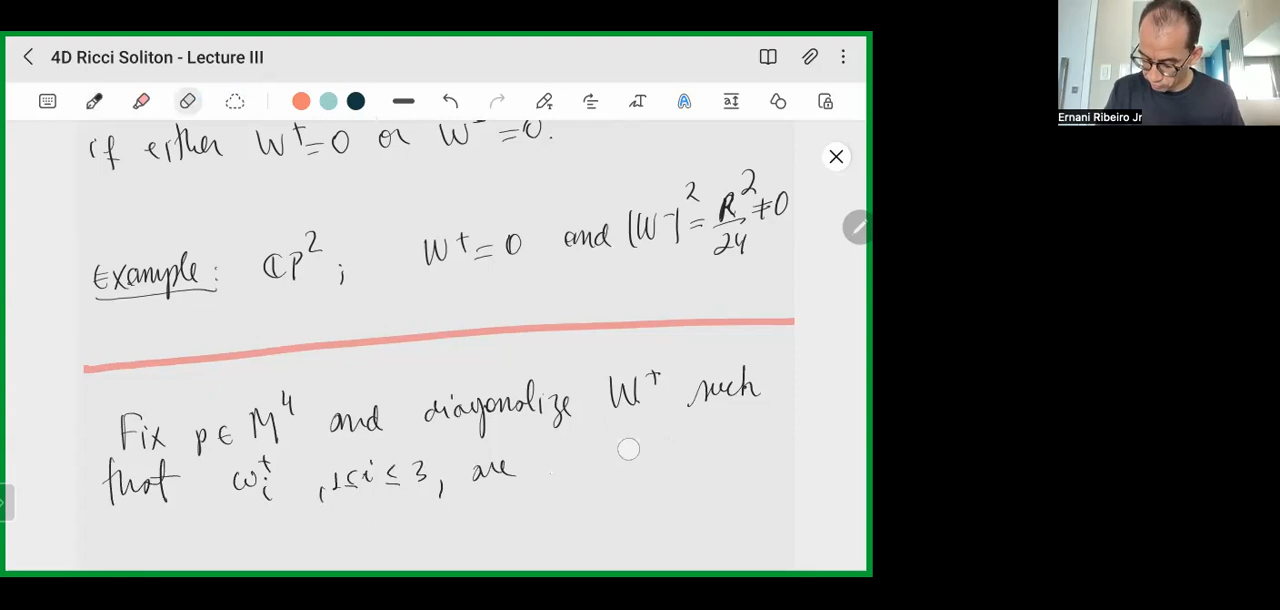 4D Ricci Soliton - Lecture III
Ernani Ribeiro Jr
if either W⁺=0 or W⁻=0.
Example: ℂP²; W⁺=0 and |W⁻|²=R²/24≠0
Fix p∈M⁴ and diagonalize W⁺ such
that ω_i⁺, 1≤i≤3, are